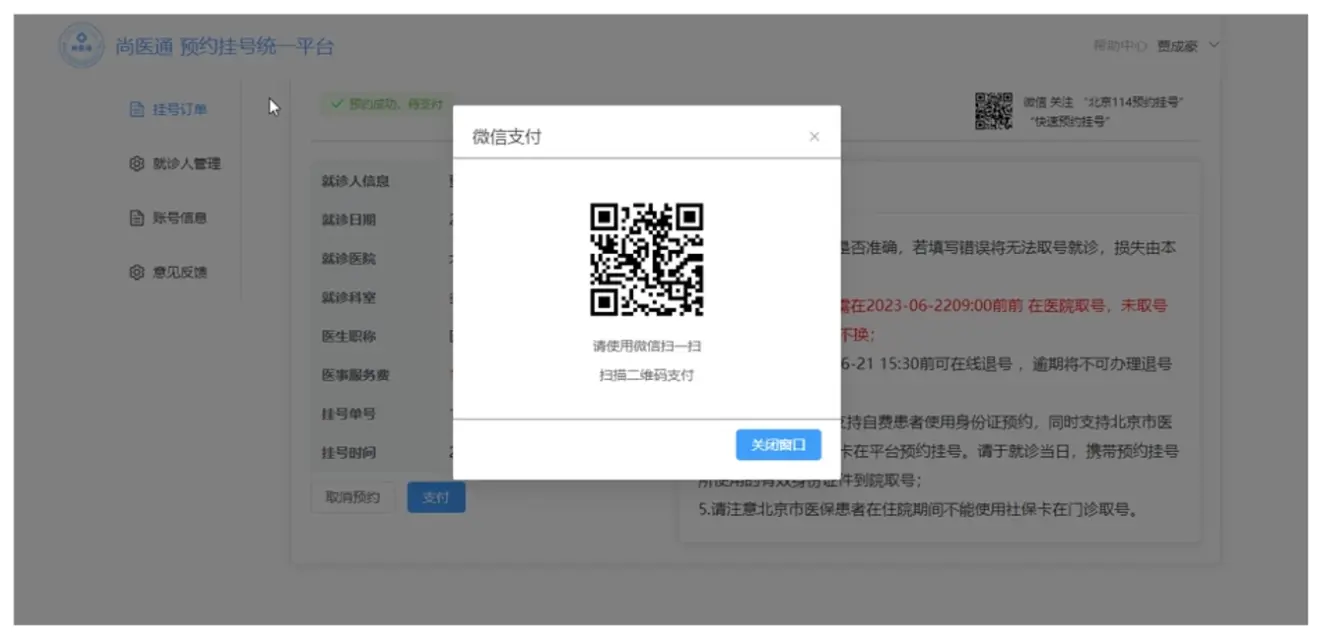 尚医通 预约挂号统一平台
帮助中心 贾成豪
挂号订单
就诊人管理
账号信息
意见反馈
预约成功，待支付
微信 关注 “北京114预约挂号”
“快速预约挂号”
微信支付
请使用微信扫一扫
扫描二维码支付
关闭窗口
就诊人信息
就诊日期
就诊医院
就诊科室
医生职称
医事服务费
挂号单号
挂号时间
取消预约
支付
是否准确，若填写错误将无法取号就诊，损失由本
需在2023-06-2209:00前前 在医院取号，未取号
不换；
6-21 15:30前可在线退号 ，逾期将不可办理退号
支持自费患者使用身份证预约，同时支持北京市医
卡在平台预约挂号。请于就诊当日，携带预约挂号
所使用的有效身份证件到院取号；
5.请注意北京市医保患者在住院期间不能使用社保卡在门诊取号。